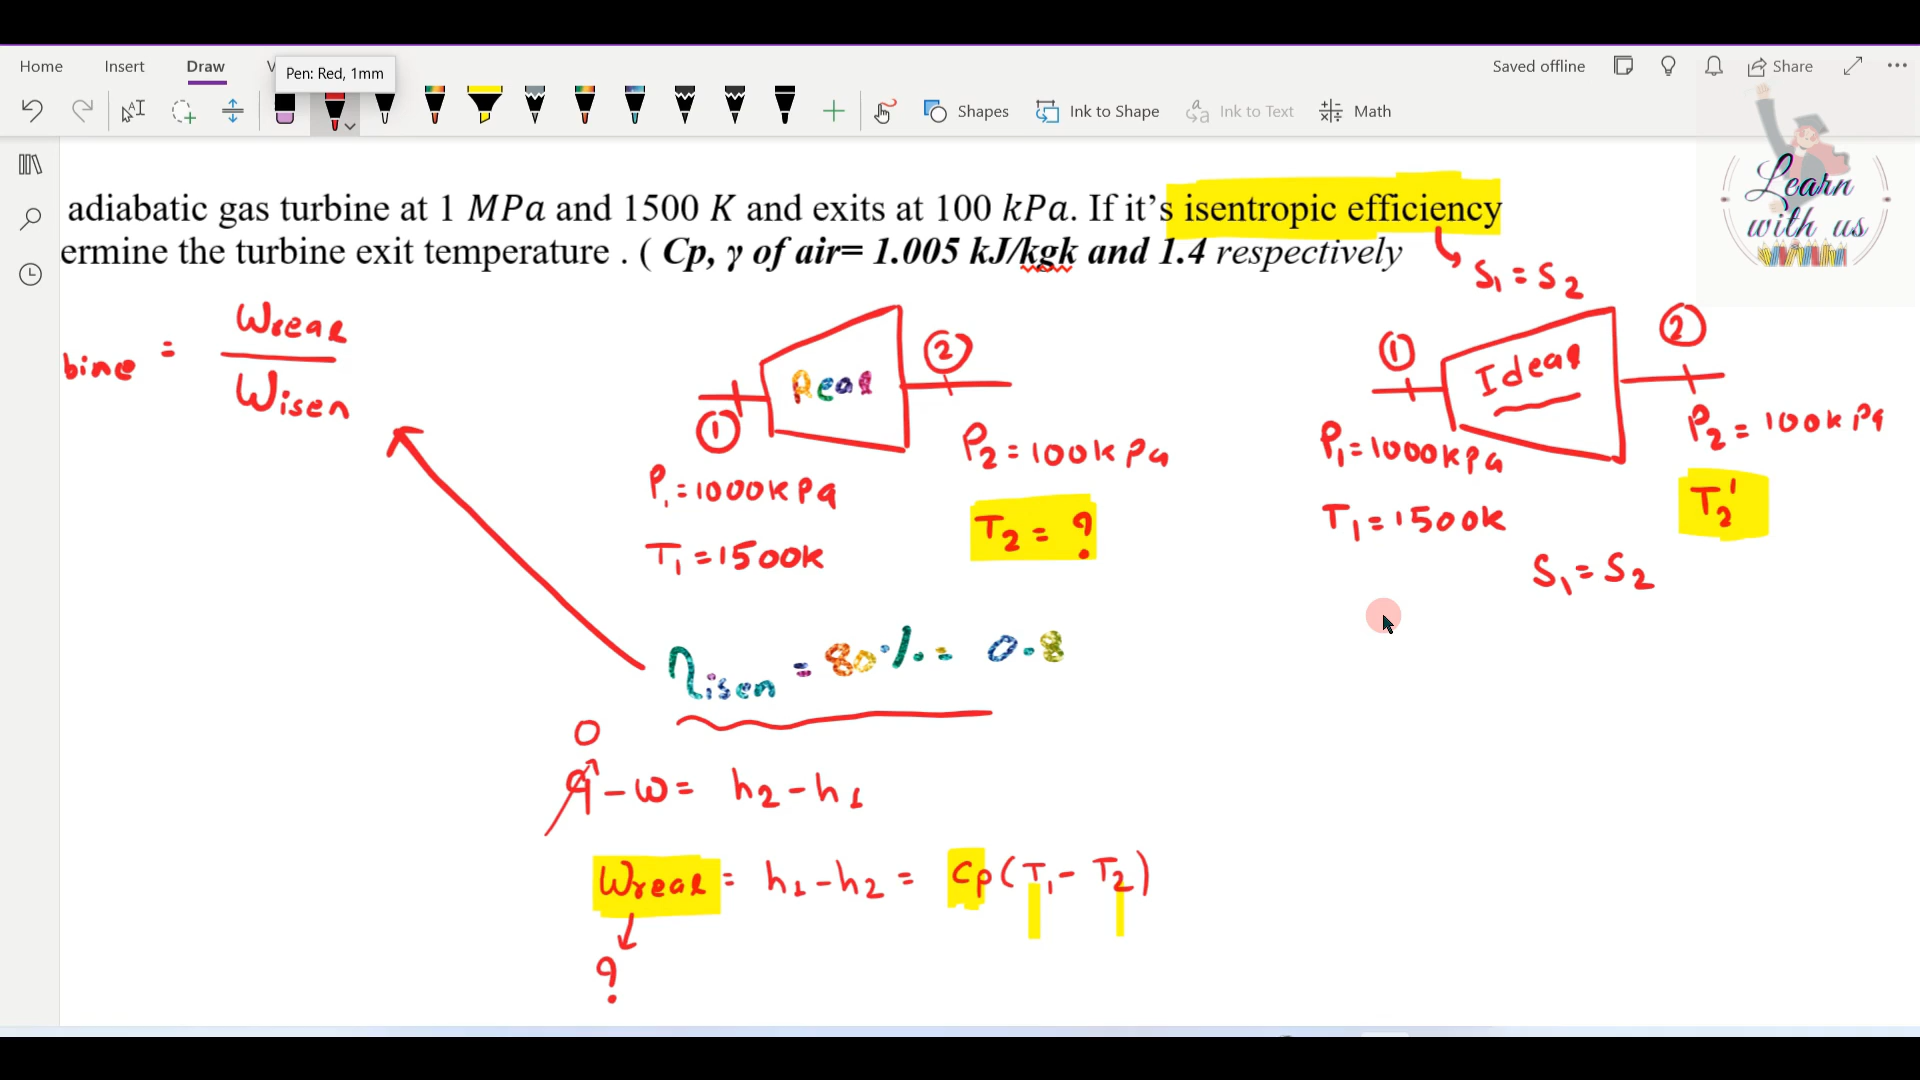 Home Insert Draw V
Pen: Red, 1mm
Saved offline Share
Shapes Ink to Shape Ink to Text Math
Learn
with us
adiabatic gas turbine at 1 MPa and 1500 K and exits at 100 kPa. If it's isentropic efficiency
ermine the turbine exit temperature . ( Cp, γ of air= 1.005 kJ/kgk and 1.4 respectively
S₁ = S₂
bine = Wreal / Wisen
Real
①
②
P₁ = 1000kPa
T₁ = 1500k
P₂ = 100kPa
T₂ = ?
Ideal
①
②
P₁ = 1000kPa
T₁ = 1500k
P₂ = 100kPa
T₂'
S₁ = S₂
ηisen = 80% = 0.8
0
q - w = h₂ - h₁
Wreal = h₁ - h₂ = Cp (T₁ - T₂)
?